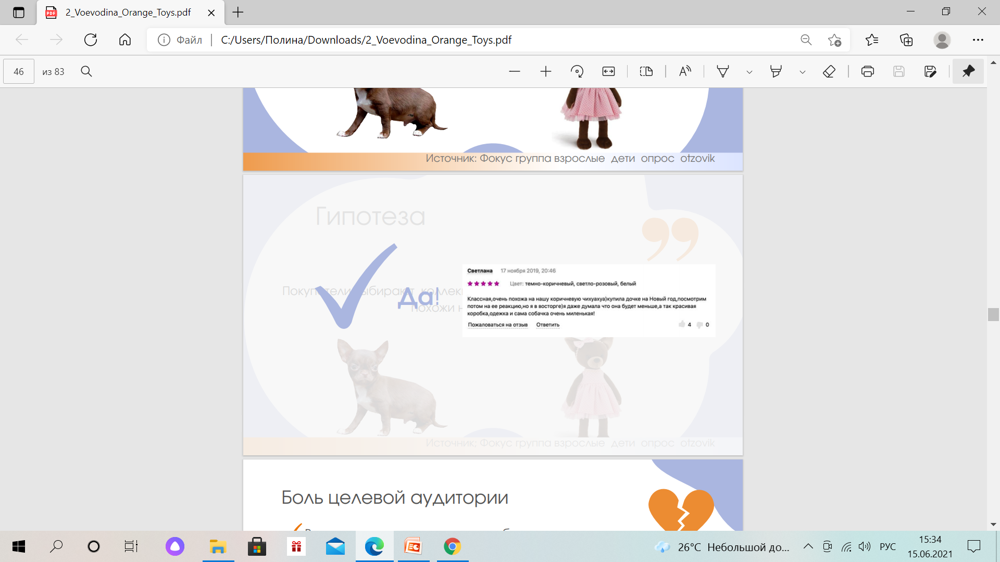 2_Voevodina_Orange_Toys.pdf
Файл
C:/Users/Полина/Downloads/2_Voevodina_Orange_Toys.pdf
46 из 83
Источник: Фокус группа взрослые дети опрос otzovik
Гипотеза
Светлана 17 ноября 2019, 20:46
Цвет: темно-коричневый, светло-розовый, белый
Покупатели выбирают
Да!
похожи
Классная,очень похожа на нашу коричневую чихуахуа)купила дочке на Новый год,посмотрим
потом на ее реакцию,но я в восторге)я даже думала что она будет меньше,а так красивая
коробка,одежка и сама собачка очень миленькая!
Пожаловаться на отзыв Ответить 4 0
Источник; Фокус группа взрослые дети опрос otzovik
Боль целевой аудитории
26°C Небольшой до...
РУС
15:34
15.06.2021